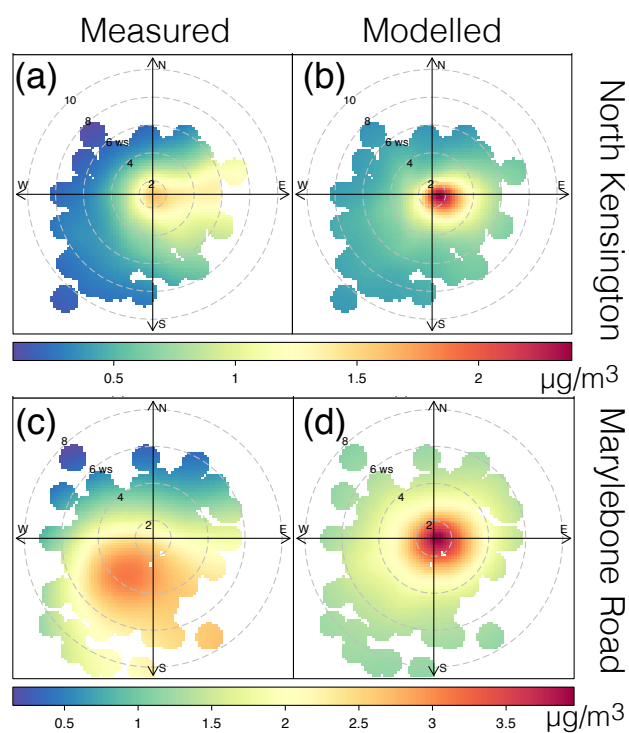 Measured Modelled
(a) (b)
N N
10 10
8 8
6 ws 6 ws
4 4
2 2
W E W E
S S
North Kensington
0.5 1 1.5 2
µg/m³
(c) (d)
N N
8 8
6 ws 6 ws
4 4
2 2
W E W E
S S
Marylebone Road
0.5 1 1.5 2 2.5 3 3.5
µg/m³